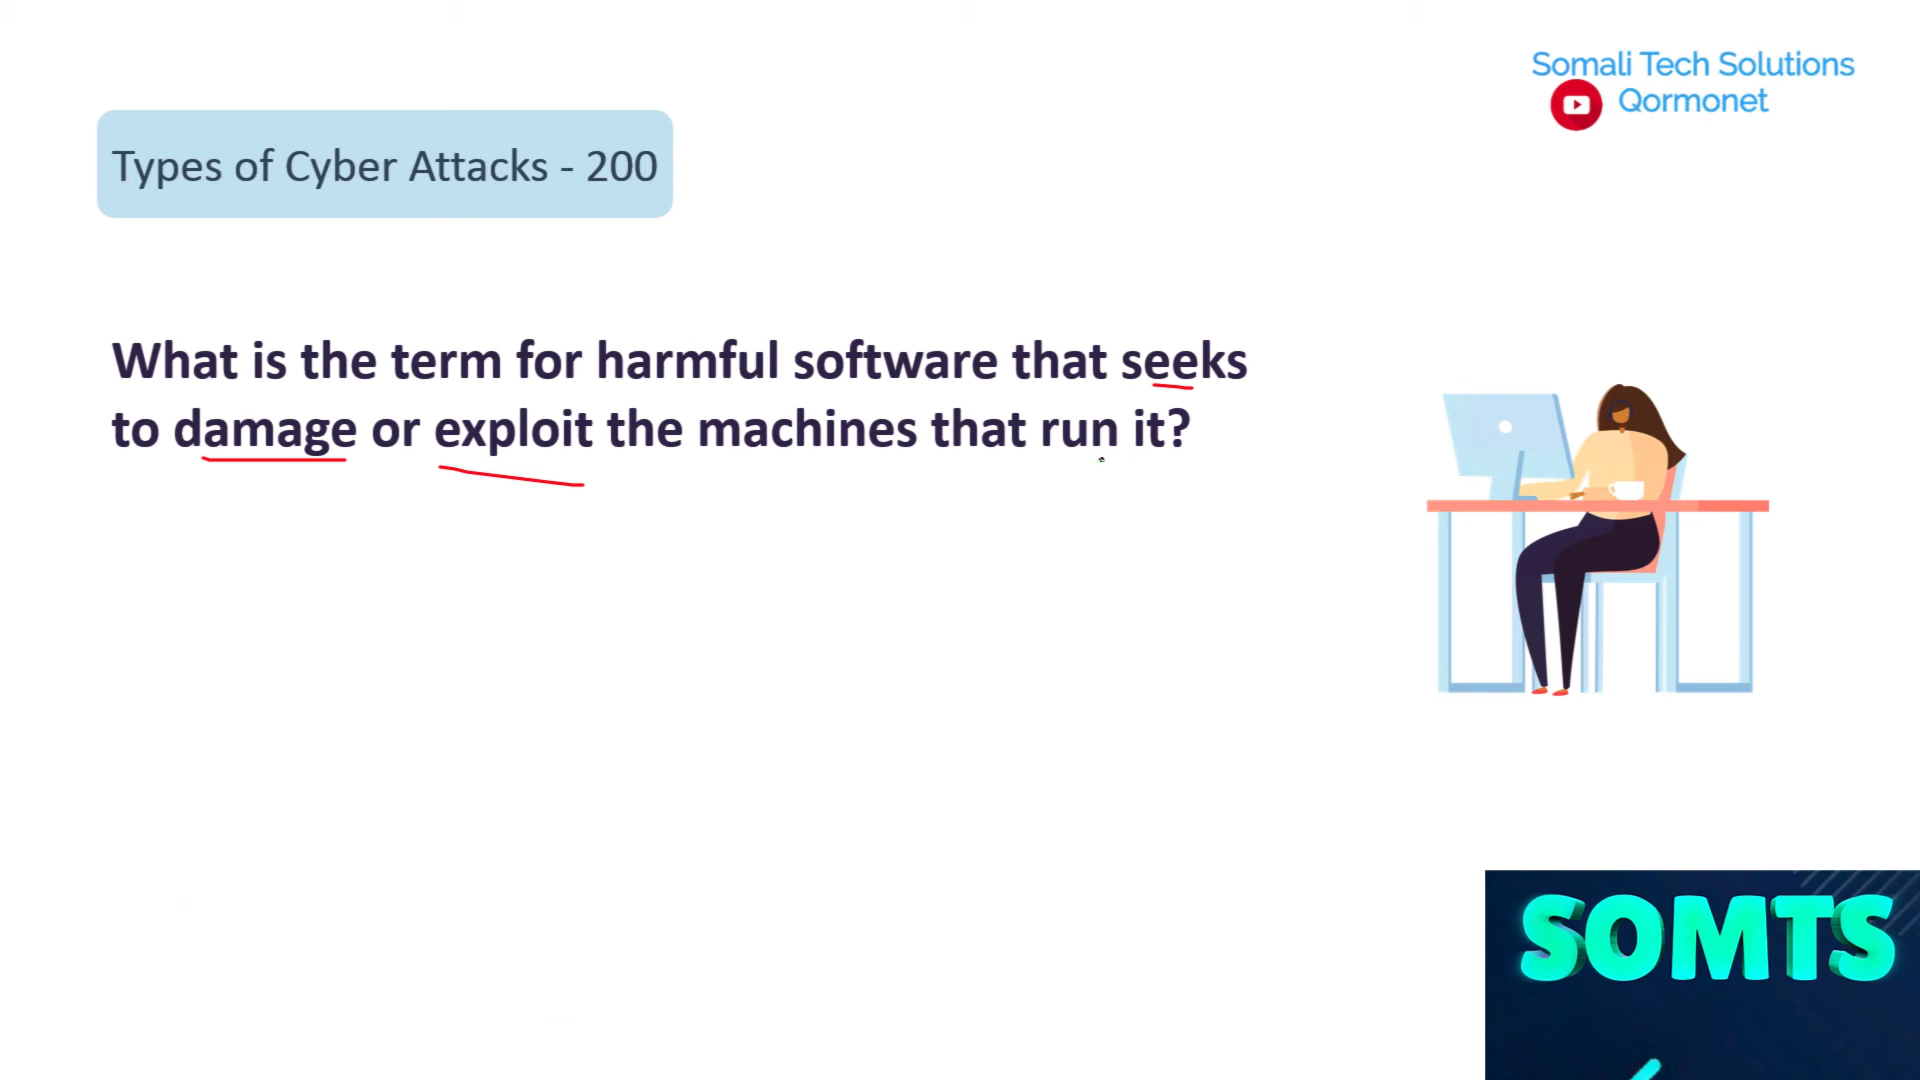 Somali Tech Solutions
Qormonet
Types of Cyber Attacks - 200
What is the term for harmful software that seeks
to damage or exploit the machines that run it?
SOMTS